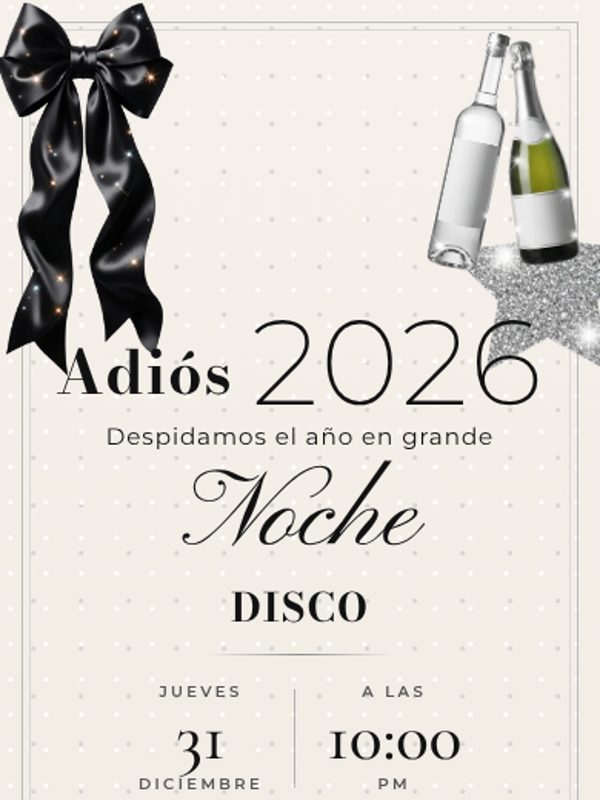 Adiós 2026
Despidamos el año en grande
Noche
DISCO
JUEVES
31
DICIEMBRE
A LAS
10:00
PM